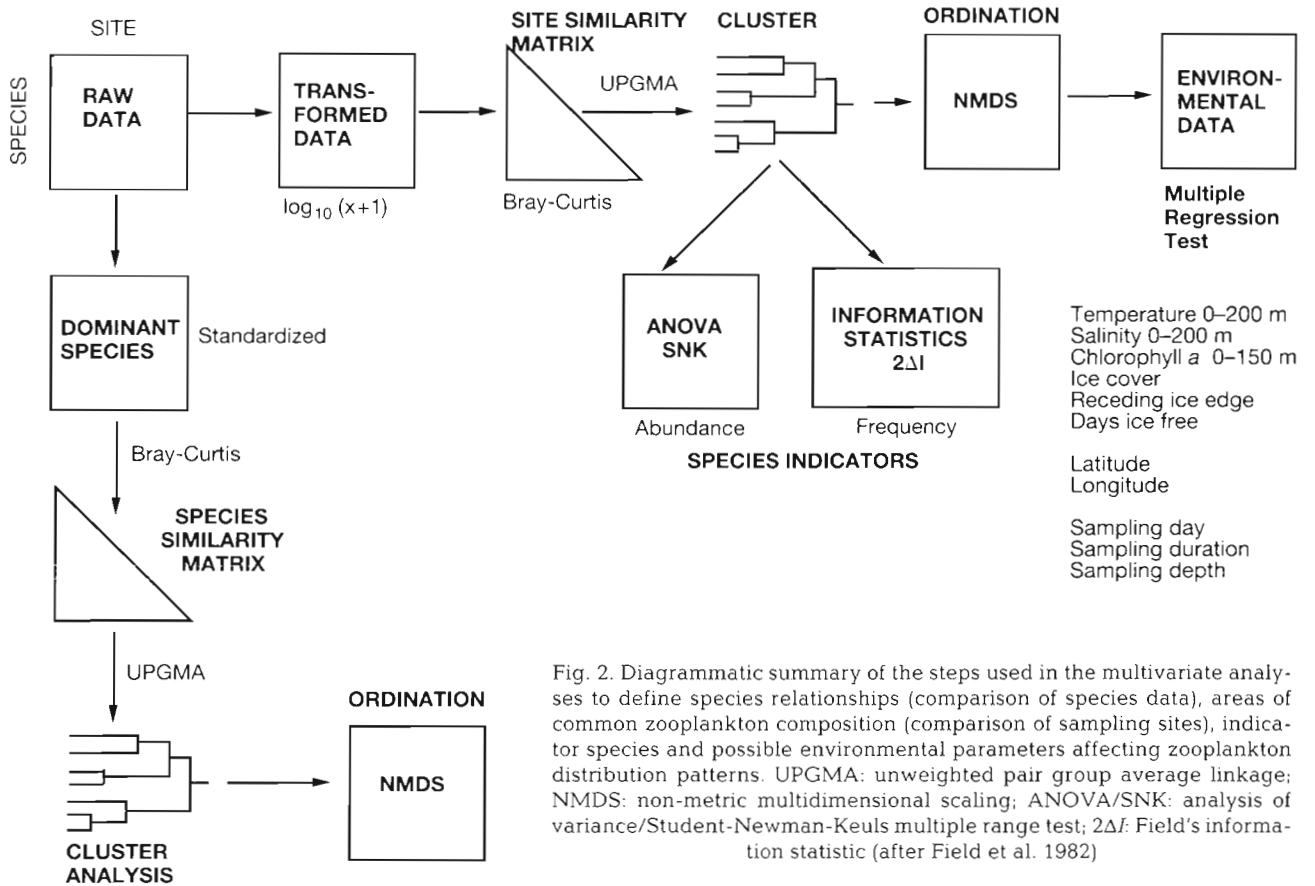 SITE
SPECIES
RAW
DATA
TRANS-
FORMED
DATA
log₁₀ (x+1)
SITE SIMILARITY
MATRIX
Bray-Curtis
UPGMA
CLUSTER
ORDINATION
NMDS
ENVIRON-
MENTAL
DATA
Multiple
Regression
Test
Temperature 0–200 m
Salinity 0–200 m
Chlorophyll a 0–150 m
Ice cover
Receding ice edge
Days ice free
Latitude
Longitude
Sampling day
Sampling duration
Sampling depth
ANOVA
SNK
Abundance
INFORMATION
STATISTICS
2ΔI
Frequency
SPECIES INDICATORS
DOMINANT
SPECIES
Standardized
Bray-Curtis
SPECIES
SIMILARITY
MATRIX
UPGMA
CLUSTER
ANALYSIS
ORDINATION
NMDS
Fig. 2. Diagrammatic summary of the steps used in the multivariate analy-
ses to define species relationships (comparison of species data), areas of
common zooplankton composition (comparison of sampling sites), indica-
tor species and possible environmental parameters affecting zooplankton
distribution patterns. UPGMA: unweighted pair group average linkage;
NMDS: non-metric multidimensional scaling; ANOVA/SNK: analysis of
variance/Student-Newman-Keuls multiple range test; 2ΔI: Field's informa-
tion statistic (after Field et al. 1982)